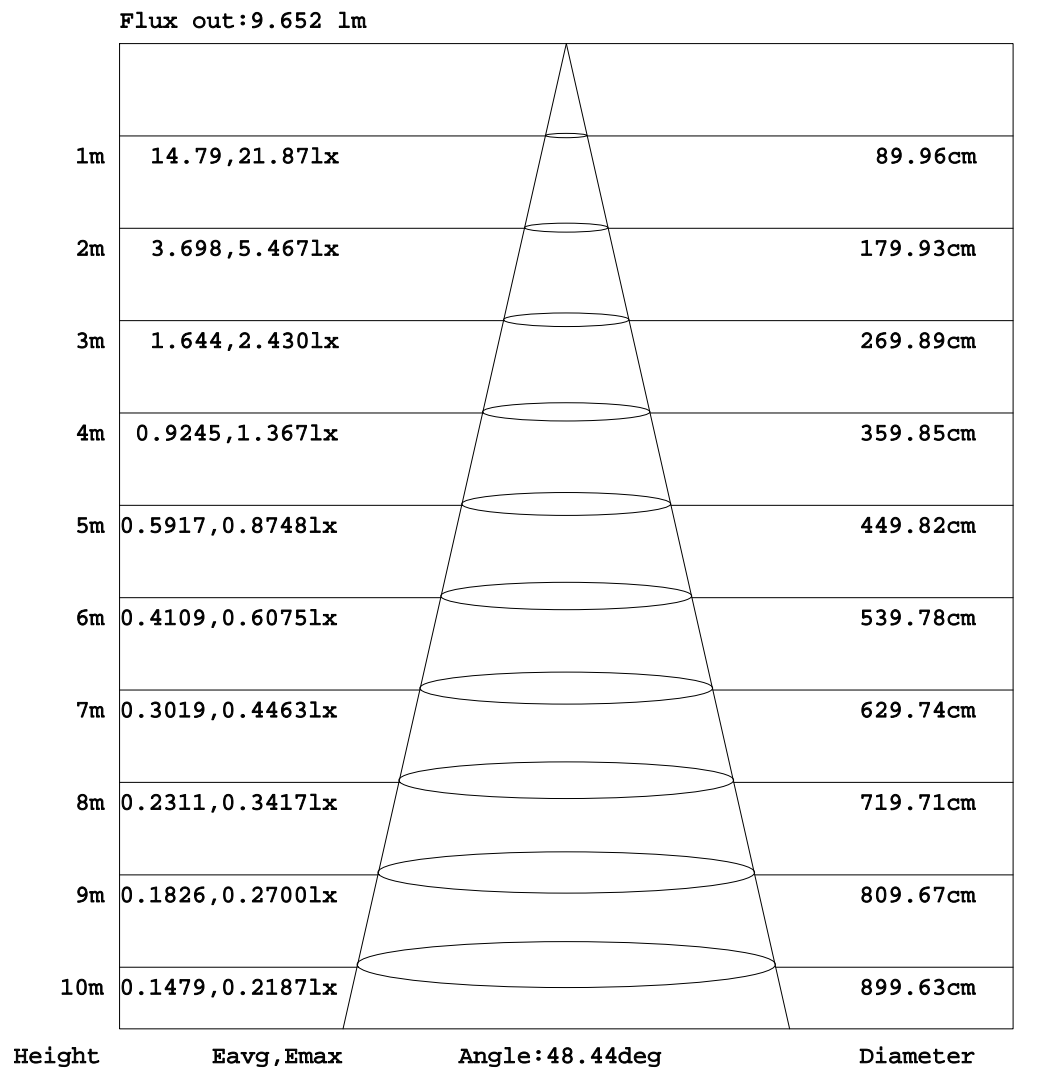 Flux out:9.652 lm
1m 14.79,21.87lx 89.96cm
2m 3.698,5.467lx 179.93cm
3m 1.644,2.430lx 269.89cm
4m 0.9245,1.367lx 359.85cm
5m 0.5917,0.8748lx 449.82cm
6m 0.4109,0.6075lx 539.78cm
7m 0.3019,0.4463lx 629.74cm
8m 0.2311,0.3417lx 719.71cm
9m 0.1826,0.2700lx 809.67cm
10m 0.1479,0.2187lx 899.63cm
Height Eavg,Emax Angle:48.44deg Diameter